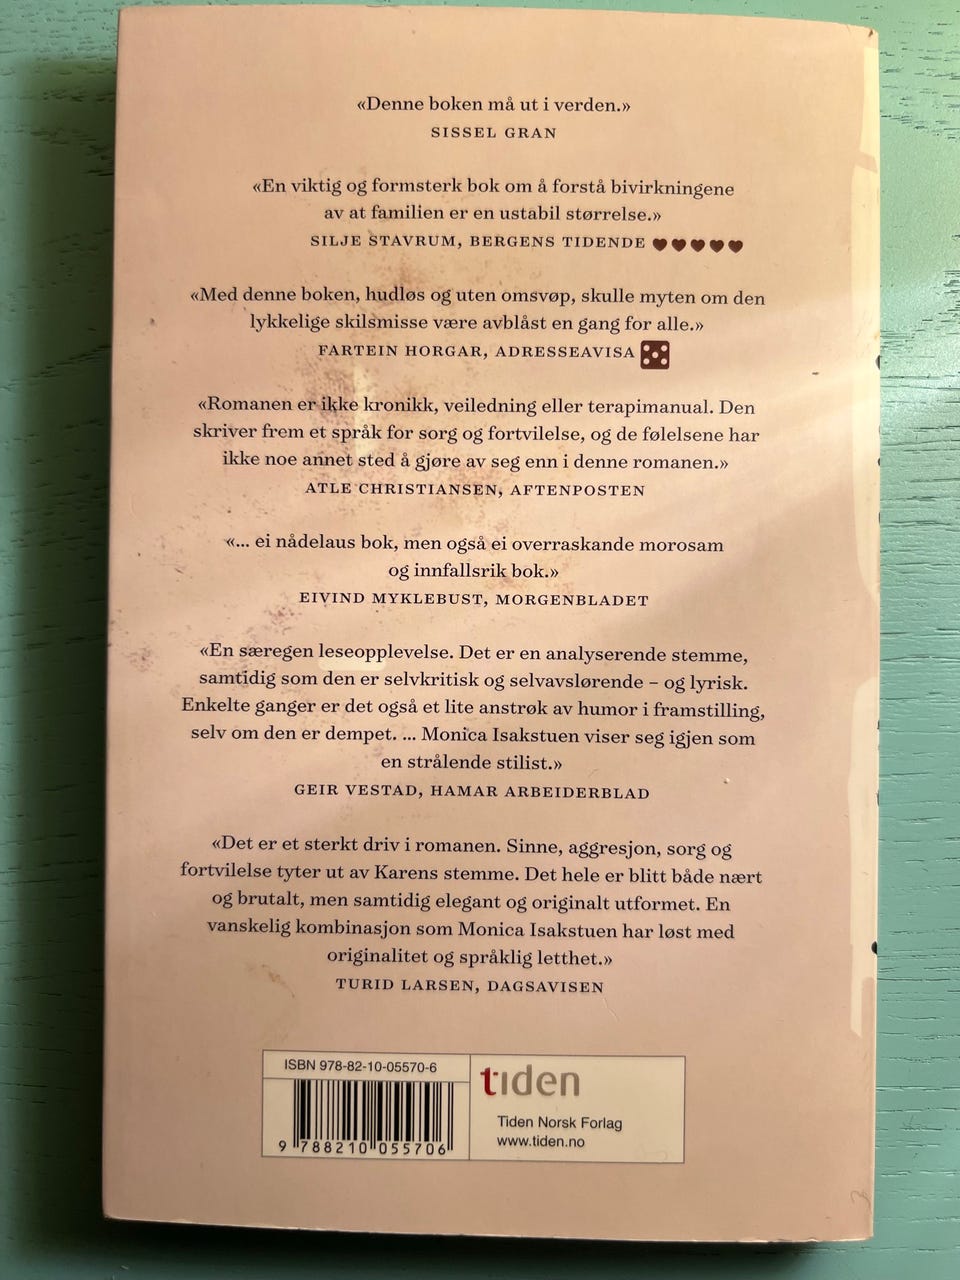 «Denne boken må ut i verden.»
SISSEL GRAN
«En viktig og formsterk bok om å forstå bivirkningene
av at familien er en ustabil størrelse.»
SILJE STAVRUM, BERGENS TIDENDE ♥♥♥♥♥
«Med denne boken, hudløs og uten omsvøp, skulle myten om den
lykkelige skilsmisse være avblåst en gang for alle.»
FARTEIN HORGAR, ADRESSEAVISA
«Romanen er ikke kronikk, veiledning eller terapimanual. Den
skriver frem et språk for sorg og fortvilelse, og de følelsene har
ikke noe annet sted å gjøre av seg enn i denne romanen.»
ATLE CHRISTIANSEN, AFTENPOSTEN
«... ei nådelaus bok, men også ei overraskande morosam
og innfallsrik bok.»
EIVIND MYKLEBUST, MORGENBLADET
«En særegen leseopplevelse. Det er en analyserende stemme,
samtidig som den er selvkritisk og selvavslørende – og lyrisk.
Enkelte ganger er det også et lite anstrøk av humor i framstilling,
selv om den er dempet. ... Monica Isakstuen viser seg igjen som
en strålende stilist.»
GEIR VESTAD, HAMAR ARBEIDERBLAD
«Det er et sterkt driv i romanen. Sinne, aggresjon, sorg og
fortvilelse tyter ut av Karens stemme. Det hele er blitt både nært
og brutalt, men samtidig elegant og originalt utformet. En
vanskelig kombinasjon som Monica Isakstuen har løst med
originalitet og språklig letthet.»
TURID LARSEN, DAGSAVISEN
ISBN 978-82-10-05570-6
9 788210 055706
tiden
Tiden Norsk Forlag
www.tiden.no